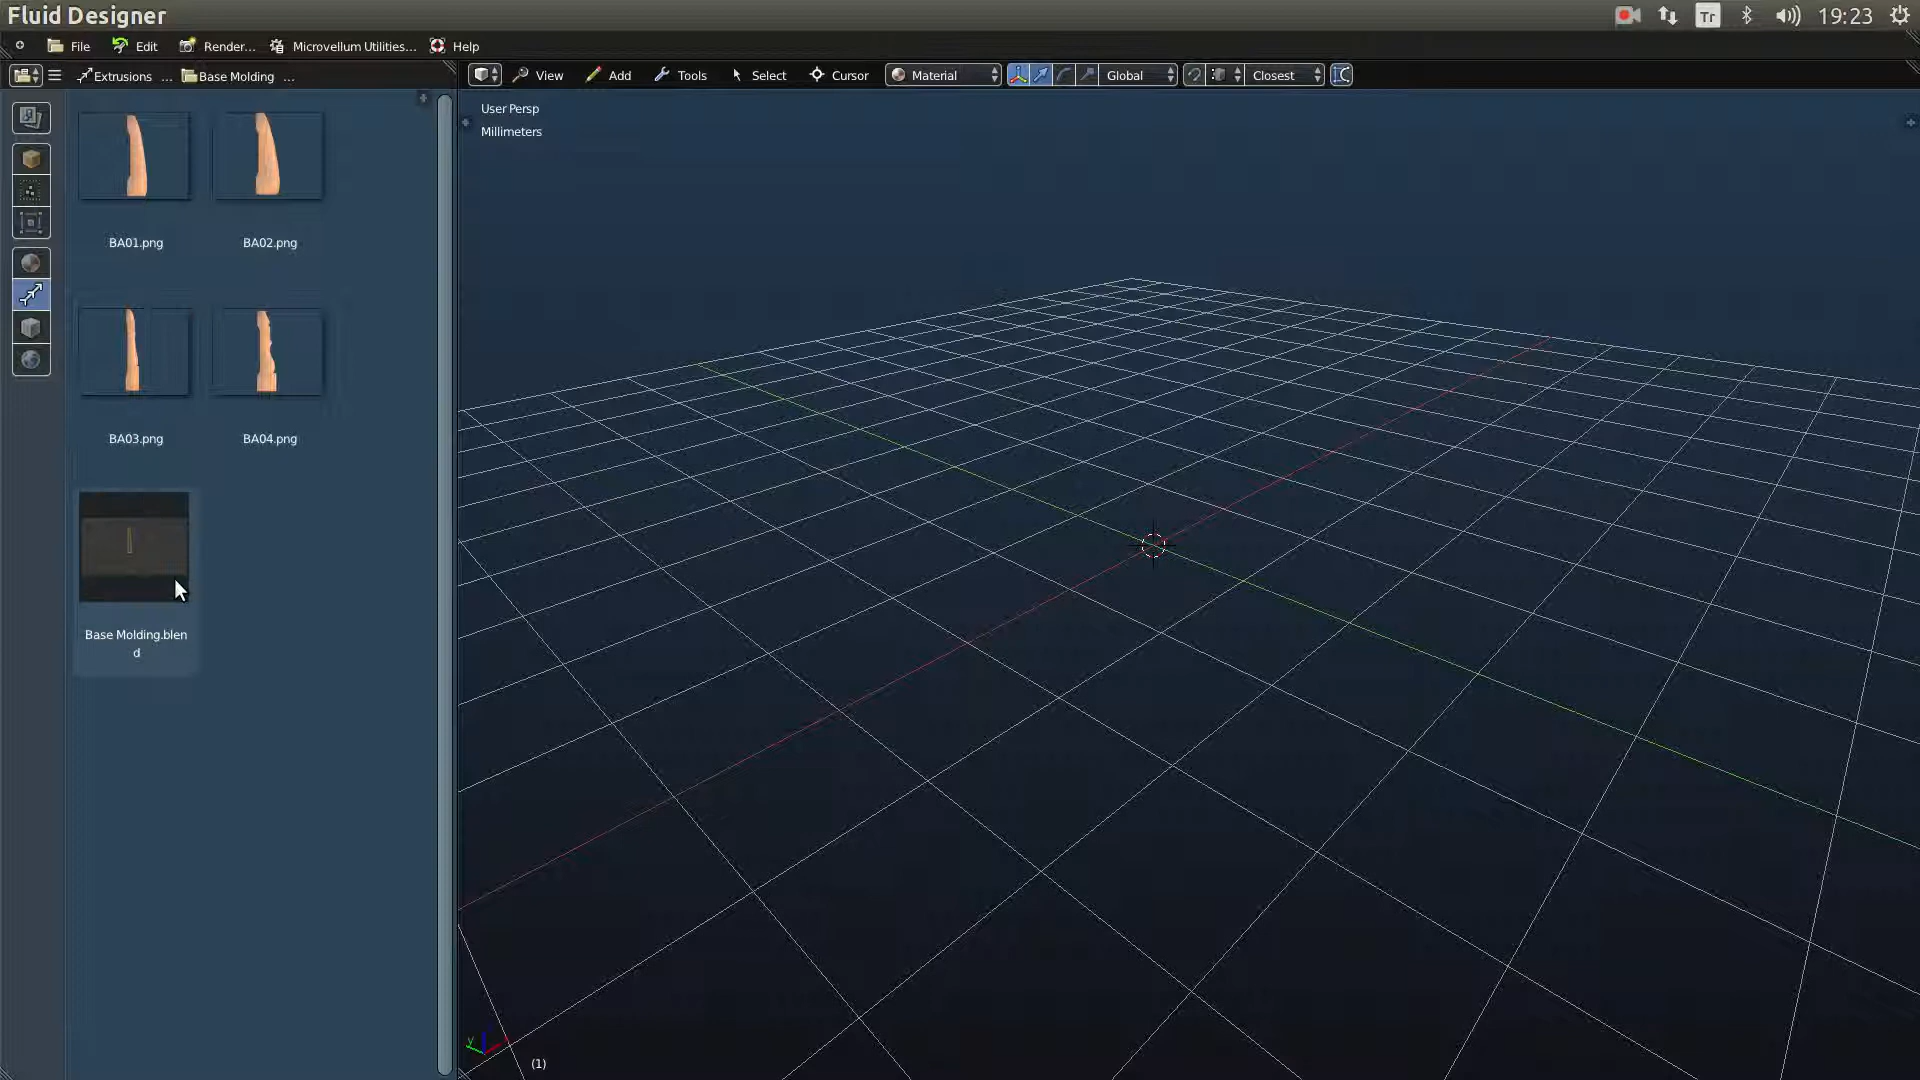 Fluid Designer
Tr
19:23
File
Edit
Render...
Microvellum Utilities...
Help
Extrusions ...
Base Molding ...
View
Add
Tools
Select
Cursor
Material
Global
Closest
User Persp
Millimeters
BA01.png
BA02.png
BA03.png
BA04.png
Base Molding.blen
d
y
(1)